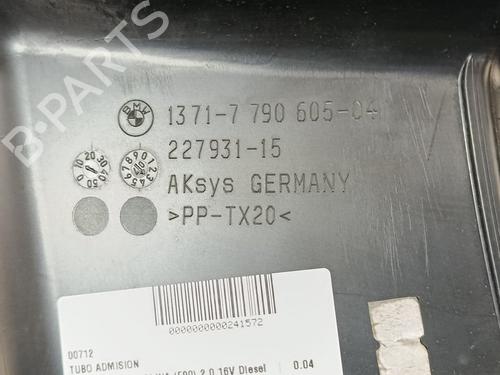 BMW
1371-7 790 605-04
227931-15
AKsys GERMANY
>PP-TX20<
B-PARTS
0000000000241572
00712
TUBO ADMISION
2.0 16V Diesel
0.04